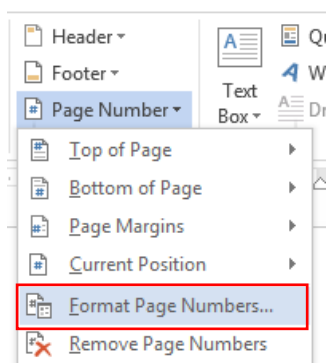 Header
Footer
Page Number
Text
Box
Top of Page
Bottom of Page
Page Margins
Current Position
Format Page Numbers...
Remove Page Numbers